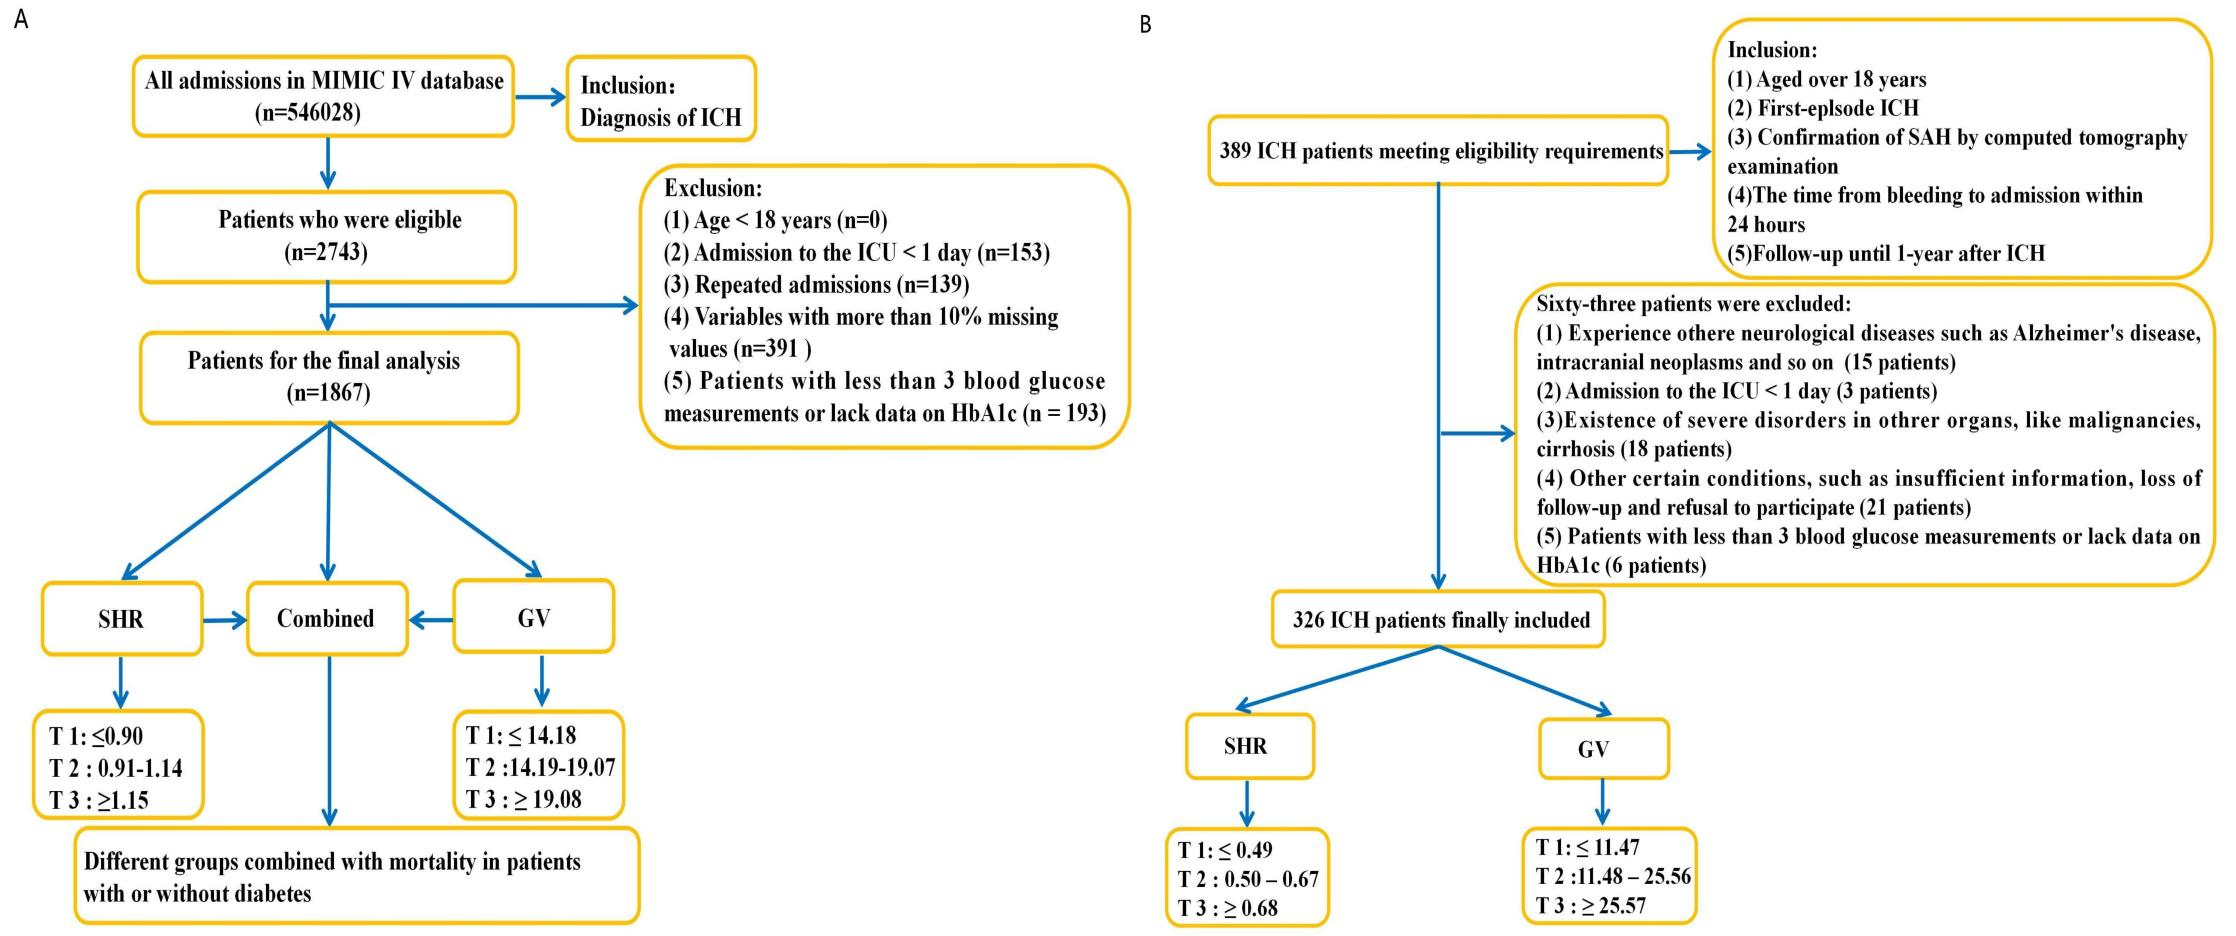 A
All admissions in MIMIC IV database
(n=546028)
Inclusion:
Diagnosis of ICH
Patients who were eligible
(n=2743)
Exclusion:
(1) Age < 18 years (n=0)
(2) Admission to the ICU < 1 day (n=153)
(3) Repeated admissions (n=139)
(4) Variables with more than 10% missing
values (n=391 )
(5) Patients with less than 3 blood glucose
measurements or lack data on HbA1c (n = 193)
Patients for the final analysis
(n=1867)
SHR
Combined
GV
T 1: ≤0.90
T 2 : 0.91-1.14
T 3 : ≥1.15
T 1: ≤ 14.18
T 2 :14.19-19.07
T 3 : ≥ 19.08
Different groups combined with mortality in patients
with or without diabetes
B
389 ICH patients meeting eligibility requirements
Inclusion:
(1) Aged over 18 years
(2) First-eplsode ICH
(3) Confirmation of SAH by computed tomography
examination
(4)The time from bleeding to admission within
24 hours
(5)Follow-up until 1-year after ICH
Sixty-three patients were excluded:
(1) Experience othere neurological diseases such as Alzheimer's disease,
intracranial neoplasms and so on (15 patients)
(2) Admission to the ICU < 1 day (3 patients)
(3)Existence of severe disorders in othrer organs, like malignancies,
cirrhosis (18 patients)
(4) Other certain conditions, such as insufficient information, loss of
follow-up and refusal to participate (21 patients)
(5) Patients with less than 3 blood glucose measurements or lack data on
HbA1c (6 patients)
326 ICH patients finally included
SHR
GV
T 1: ≤ 0.49
T 2 : 0.50 – 0.67
T 3 : ≥ 0.68
T 1: ≤ 11.47
T 2 :11.48 – 25.56
T 3 : ≥ 25.57